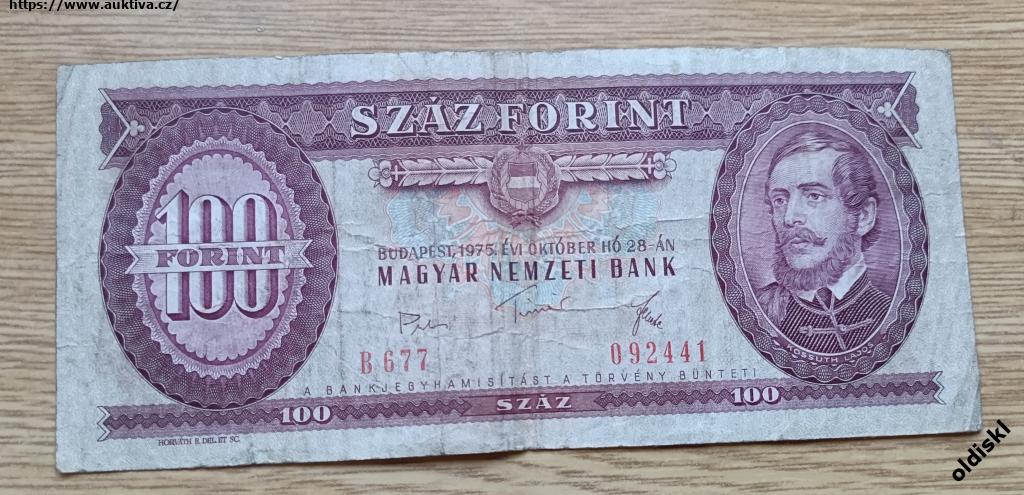 https://www.auktiva.cz/
SZÁZ FORINT
100
FORINT
BUDAPEST, 1975. ÉVI OKTÓBER HÓ 28-ÁN
MAGYAR NEMZETI BANK
B 677
092441
KOSSUTH LAJOS
A BANKJEGYHAMISÍTÁST A TÖRVÉNY BÜNTETI
100
SZÁZ
100
HORVÁTH E. DEL. ET SC.
oldiskl